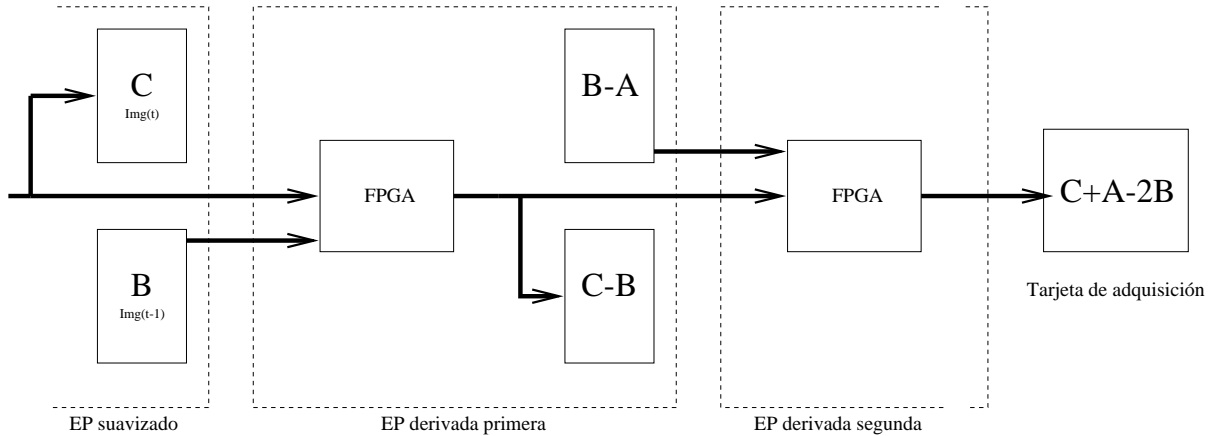 C
Img(t)
B
Img(t-1)
EP suavizado
FPGA
B-A
C-B
EP derivada primera
FPGA
EP derivada segunda
C+A-2B
Tarjeta de adquisición